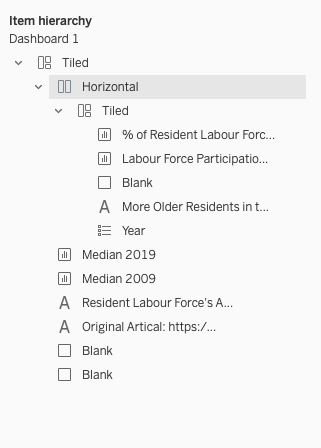 Item hierarchy
Dashboard 1
Tiled
Horizontal
Tiled
% of Resident Labour Forc...
Labour Force Participatio...
Blank
A More Older Residents in t...
Year
Median 2019
Median 2009
A Resident Labour Force's A...
A Original Artical: https:/...
Blank
Blank